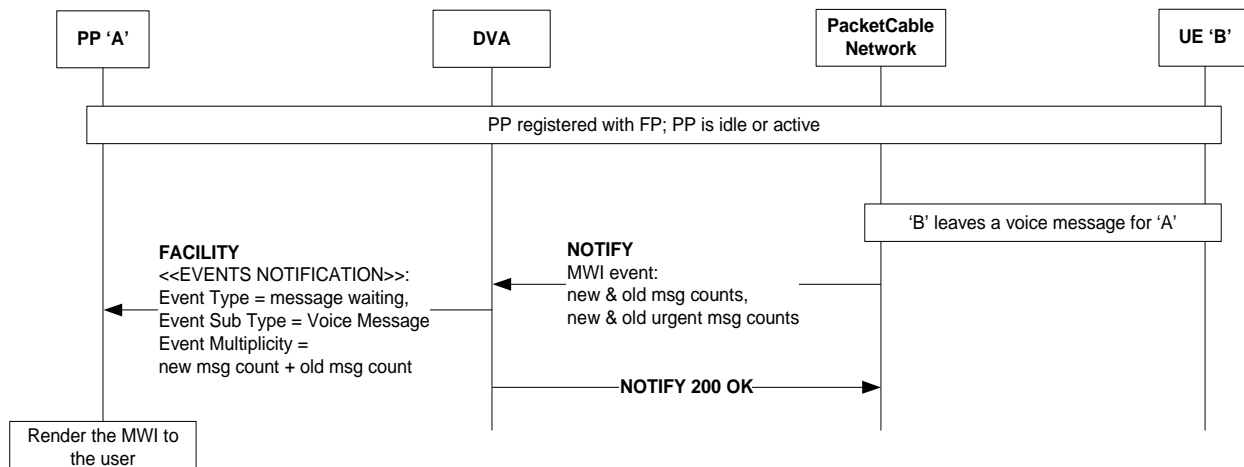 PP ‘A’
DVA
PacketCable
Network
UE ‘B’
PP registered with FP; PP is idle or active
‘B’ leaves a voice message for ‘A’
FACILITY
<<EVENTS NOTIFICATION>>:
Event Type = message waiting,
Event Sub Type = Voice Message
Event Multiplicity =
new msg count + old msg count
NOTIFY
MWI event:
new & old msg counts,
new & old urgent msg counts
NOTIFY 200 OK
Render the MWI to
the user